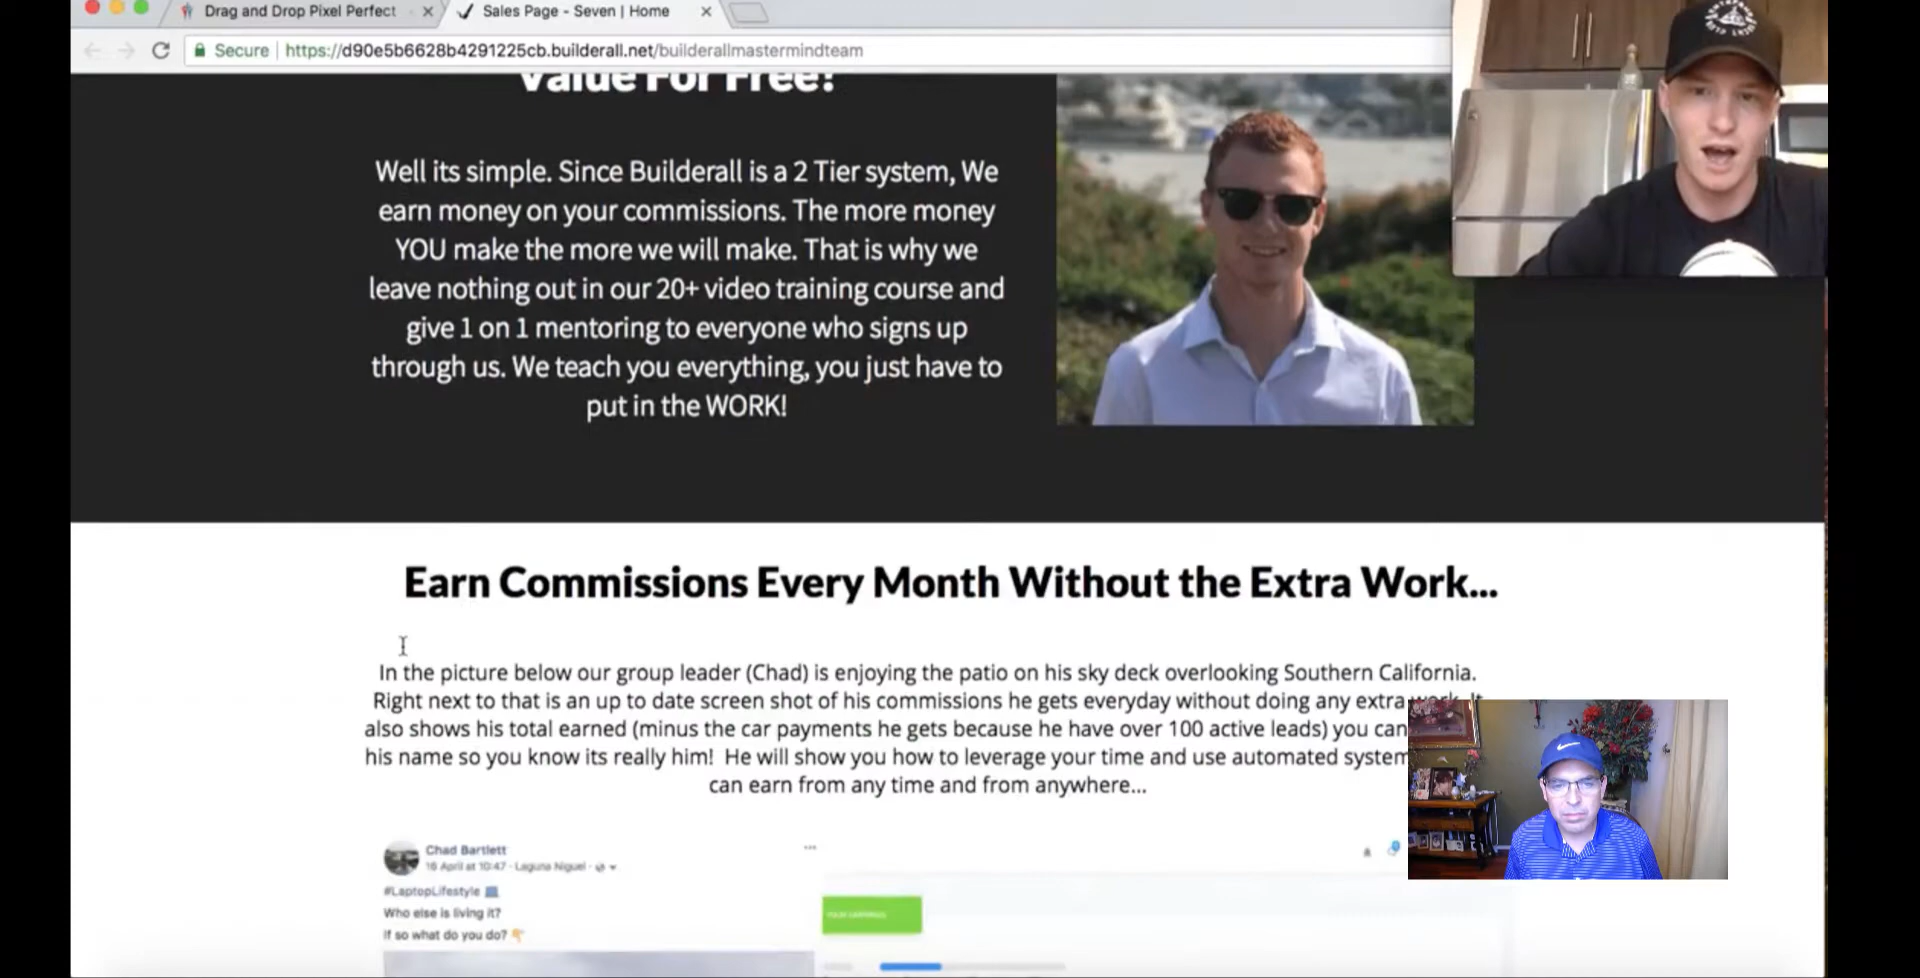 Drag and Drop Pixel Perfect
Sales Page - Seven | Home
Secure https://d90e5b6628b4291225cb.builderall.net/builderallmastermindteam
Value For Free?
Well its simple. Since Builderall is a 2 Tier system, We
earn money on your commissions. The more money
YOU make the more we will make. That is why we
leave nothing out in our 20+ video training course and
give 1 on 1 mentoring to everyone who signs up
through us. We teach you everything, you just have to
put in the WORK!
Earn Commissions Every Month Without the Extra Work...
In the picture below our group leader (Chad) is enjoying the patio on his sky deck overlooking Southern California.
Right next to that is an up to date screen shot of his commissions he gets everyday without doing any extra work. It
also shows his total earned (minus the car payments he gets because he have over 100 active leads) you can
his name so you know its really him! He will show you how to leverage your time and use automated system
can earn from any time and from anywhere...
Chad Bartlett
16 April at 10:47 · Laguna Niguel ·
#LaptopLifestyle
Who else is living it?
If so what do you do?